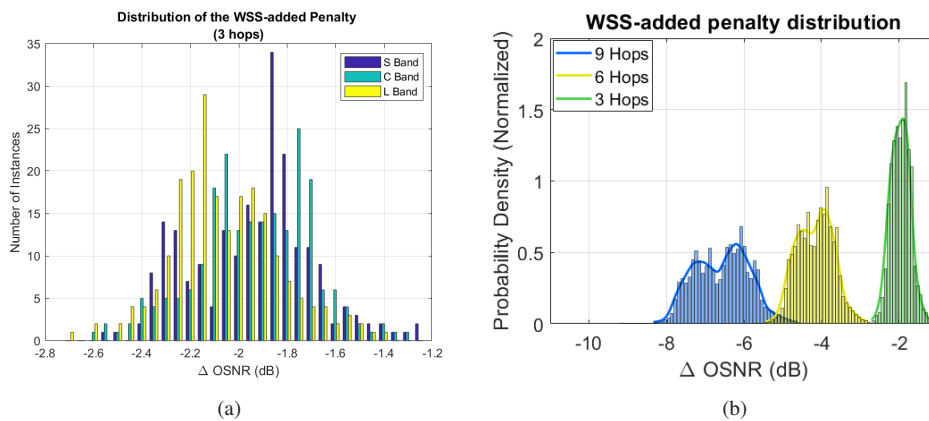 Distribution of the WSS-added Penalty
(3 hops)
35
30
25
20
15
10
5
0
Number of Instances
S Band
C Band
L Band
-2.8 -2.6 -2.4 -2.2 -2 -1.8 -1.6 -1.4 -1.2
Δ OSNR (dB)
(a)
WSS-added penalty distribution
2
1.5
1
0.5
0
Probability Density (Normalized)
9 Hops
6 Hops
3 Hops
-10 -8 -6 -4 -2
Δ OSNR (dB)
(b)